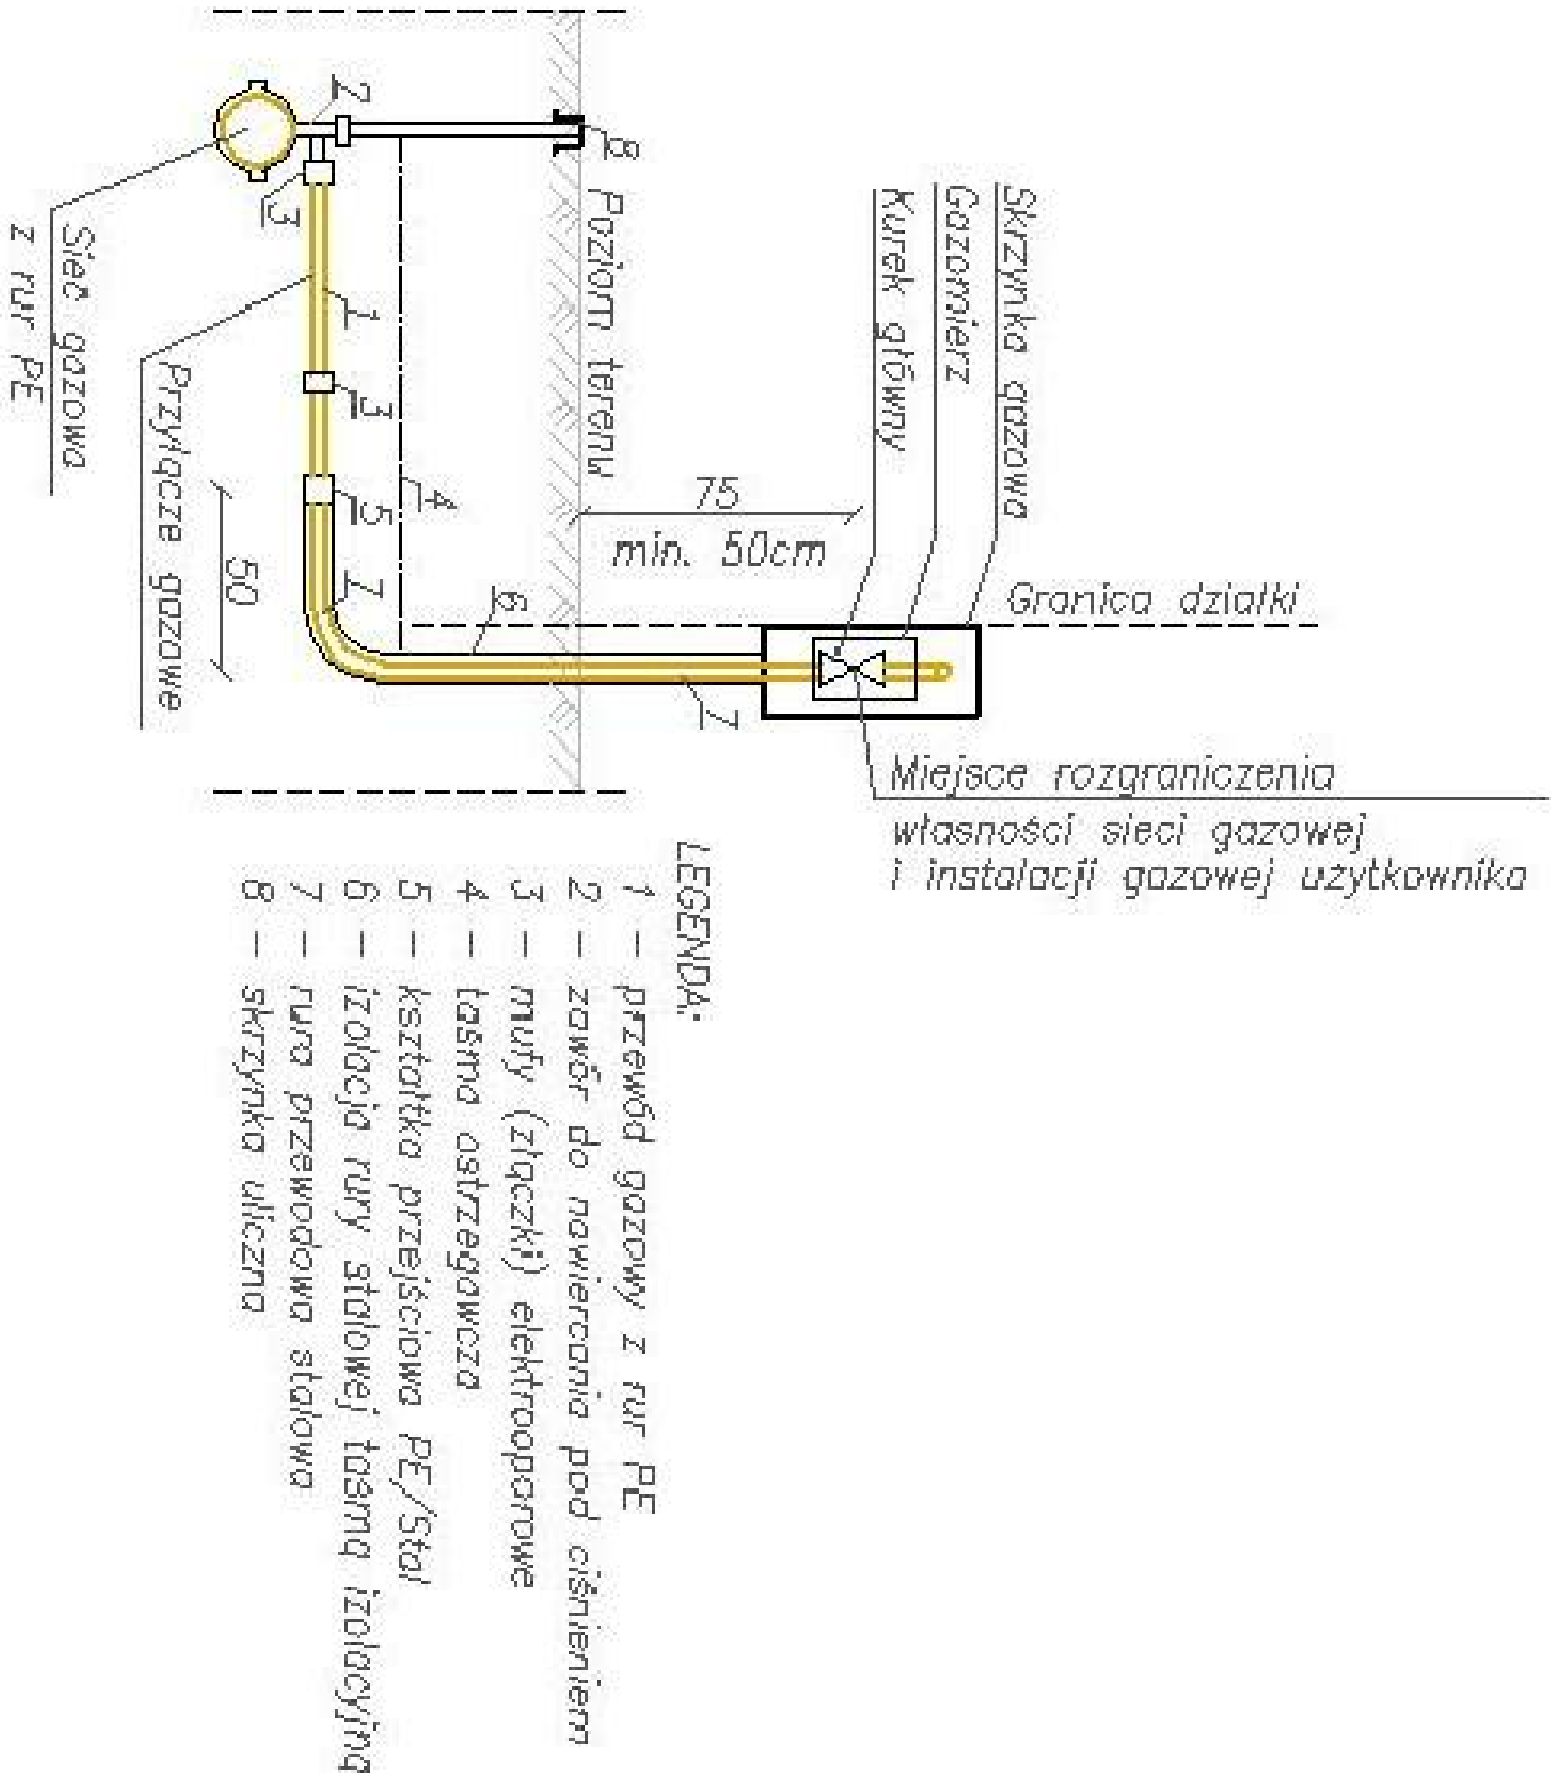 Skrzynka gazowa
Gazomierz
Kurek główny
Granica działki
75
min. 50cm
Poziom terenu
8
2
3
1
3
4
5
7
6
7
50
Przyłącze gazowe
Sieć gazowa
z rur PE
Miejsce rozgraniczenia
własności sieci gazowej
i instalacji gazowej użytkownika
LEGENDA:
1 - przewód gazowy z rur PE
2 - zawór do nawiercania pod ciśnieniem
3 - mufy (złączki) elektrooporowe
4 - taśma ostrzegawcza
5 - kształtka przejściowa PE/Stal
6 - izolacja rury stalowej taśmą izolacyjną
7 - rura przewodowa stalowa
8 - skrzynka uliczna